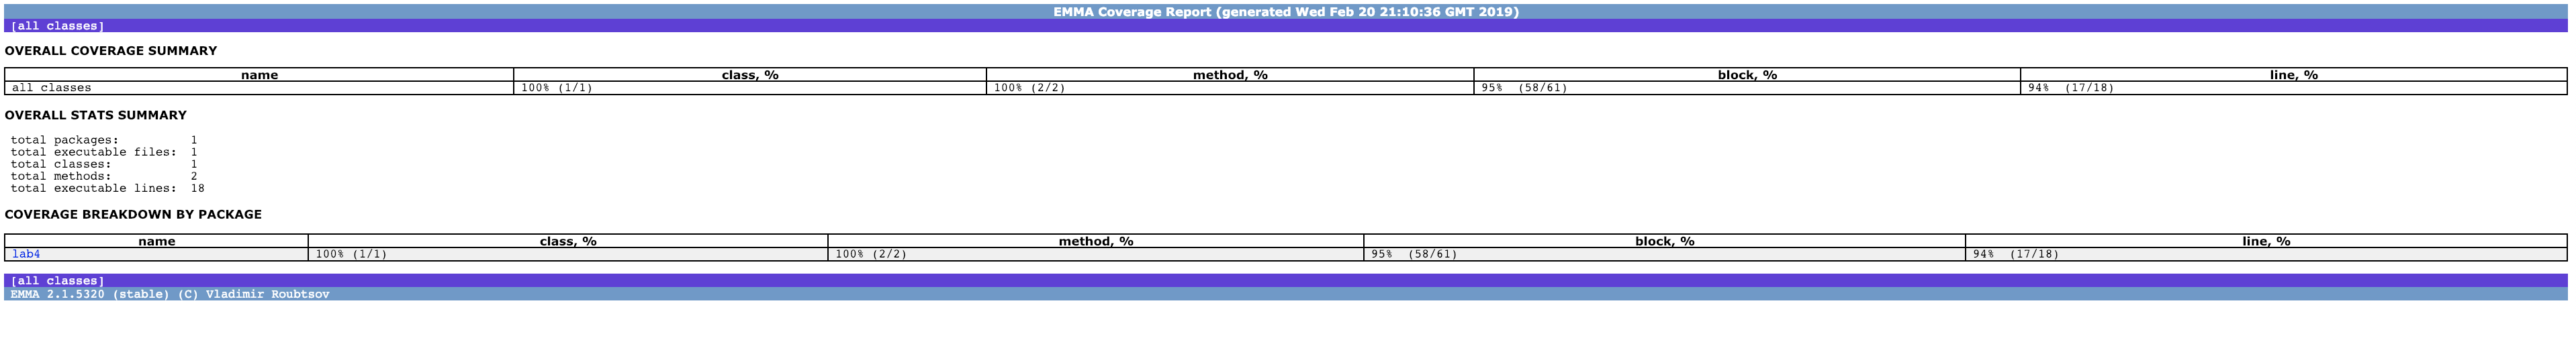 EMMA Coverage Report (generated Wed Feb 20 21:10:36 GMT 2019)
[all classes]
OVERALL COVERAGE SUMMARY
name class, % method, % block, % line, %
all classes 100% (1/1) 100% (2/2) 95% (58/61) 94% (17/18)
OVERALL STATS SUMMARY
total packages: 1
total executable files: 1
total classes: 1
total methods: 2
total executable lines: 18
COVERAGE BREAKDOWN BY PACKAGE
name class, % method, % block, % line, %
lab4 100% (1/1) 100% (2/2) 95% (58/61) 94% (17/18)
[all classes]
EMMA 2.1.5320 (stable) (C) Vladimir Roubtsov